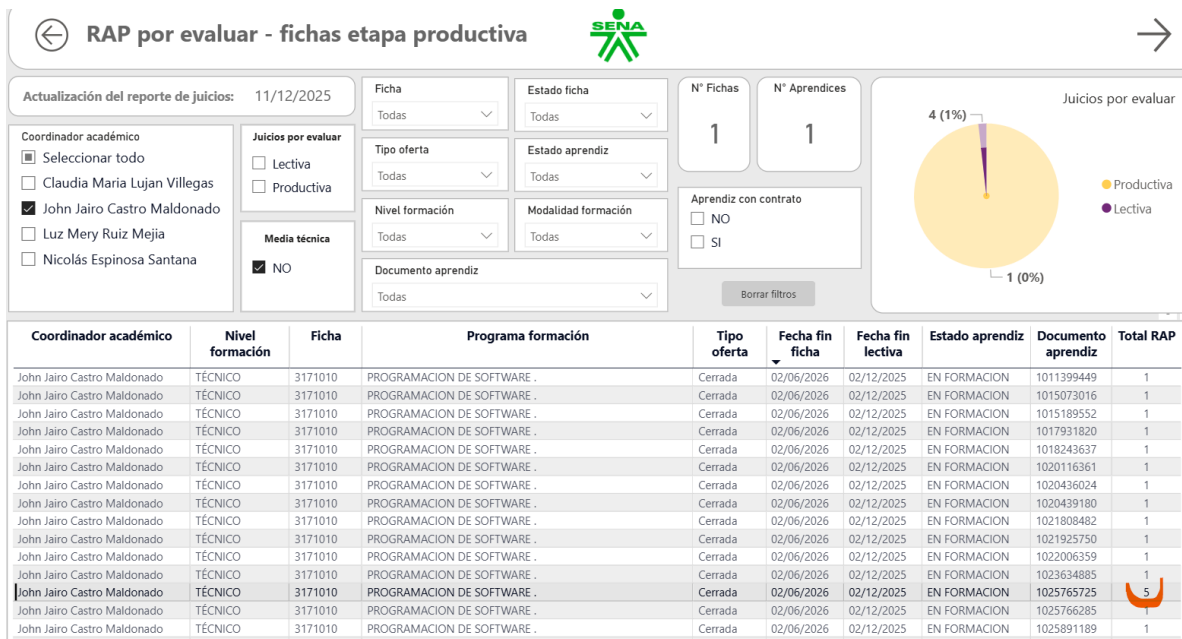 RAP por evaluar - fichas etapa productiva
SENA
Actualización del reporte de juicios: 11/12/2025
Coordinador académico
Seleccionar todo
Claudia Maria Lujan Villegas
John Jairo Castro Maldonado
Luz Mery Ruiz Mejia
Nicolás Espinosa Santana
Juicios por evaluar
Lectiva
Productiva
Media técnica
NO
Ficha
Todas
Estado ficha
Todas
Tipo oferta
Todas
Estado aprendiz
Todas
Nivel formación
Todas
Modalidad formación
Todas
Documento aprendiz
Todas
N° Fichas
1
N° Aprendices
1
Aprendiz con contrato
NO
SI
Borrar filtros
Juicios por evaluar
4 (1%)
1 (0%)
Productiva
Lectiva
Coordinador académico Nivel formación Ficha Programa formación Tipo oferta Fecha fin ficha Fecha fin lectiva Estado aprendiz Documento aprendiz Total RAP
John Jairo Castro Maldonado TÉCNICO 3171010 PROGRAMACION DE SOFTWARE . Cerrada 02/06/2026 02/12/2025 EN FORMACION 1011399449 1
John Jairo Castro Maldonado TÉCNICO 3171010 PROGRAMACION DE SOFTWARE . Cerrada 02/06/2026 02/12/2025 EN FORMACION 1015073016 1
John Jairo Castro Maldonado TÉCNICO 3171010 PROGRAMACION DE SOFTWARE . Cerrada 02/06/2026 02/12/2025 EN FORMACION 1015189552 1
John Jairo Castro Maldonado TÉCNICO 3171010 PROGRAMACION DE SOFTWARE . Cerrada 02/06/2026 02/12/2025 EN FORMACION 1017931820 1
John Jairo Castro Maldonado TÉCNICO 3171010 PROGRAMACION DE SOFTWARE . Cerrada 02/06/2026 02/12/2025 EN FORMACION 1018243637 1
John Jairo Castro Maldonado TÉCNICO 3171010 PROGRAMACION DE SOFTWARE . Cerrada 02/06/2026 02/12/2025 EN FORMACION 1020116361 1
John Jairo Castro Maldonado TÉCNICO 3171010 PROGRAMACION DE SOFTWARE . Cerrada 02/06/2026 02/12/2025 EN FORMACION 1020436024 1
John Jairo Castro Maldonado TÉCNICO 3171010 PROGRAMACION DE SOFTWARE . Cerrada 02/06/2026 02/12/2025 EN FORMACION 1020439180 1
John Jairo Castro Maldonado TÉCNICO 3171010 PROGRAMACION DE SOFTWARE . Cerrada 02/06/2026 02/12/2025 EN FORMACION 1021808482 1
John Jairo Castro Maldonado TÉCNICO 3171010 PROGRAMACION DE SOFTWARE . Cerrada 02/06/2026 02/12/2025 EN FORMACION 1021925750 1
John Jairo Castro Maldonado TÉCNICO 3171010 PROGRAMACION DE SOFTWARE . Cerrada 02/06/2026 02/12/2025 EN FORMACION 1022006359 1
John Jairo Castro Maldonado TÉCNICO 3171010 PROGRAMACION DE SOFTWARE . Cerrada 02/06/2026 02/12/2025 EN FORMACION 1023634885 1
John Jairo Castro Maldonado TÉCNICO 3171010 PROGRAMACION DE SOFTWARE . Cerrada 02/06/2026 02/12/2025 EN FORMACION 1025765725 5
John Jairo Castro Maldonado TÉCNICO 3171010 PROGRAMACION DE SOFTWARE . Cerrada 02/06/2026 02/12/2025 EN FORMACION 1025766285
John Jairo Castro Maldonado TÉCNICO 3171010 PROGRAMACION DE SOFTWARE . Cerrada 02/06/2026 02/12/2025 EN FORMACION 1025891189 1